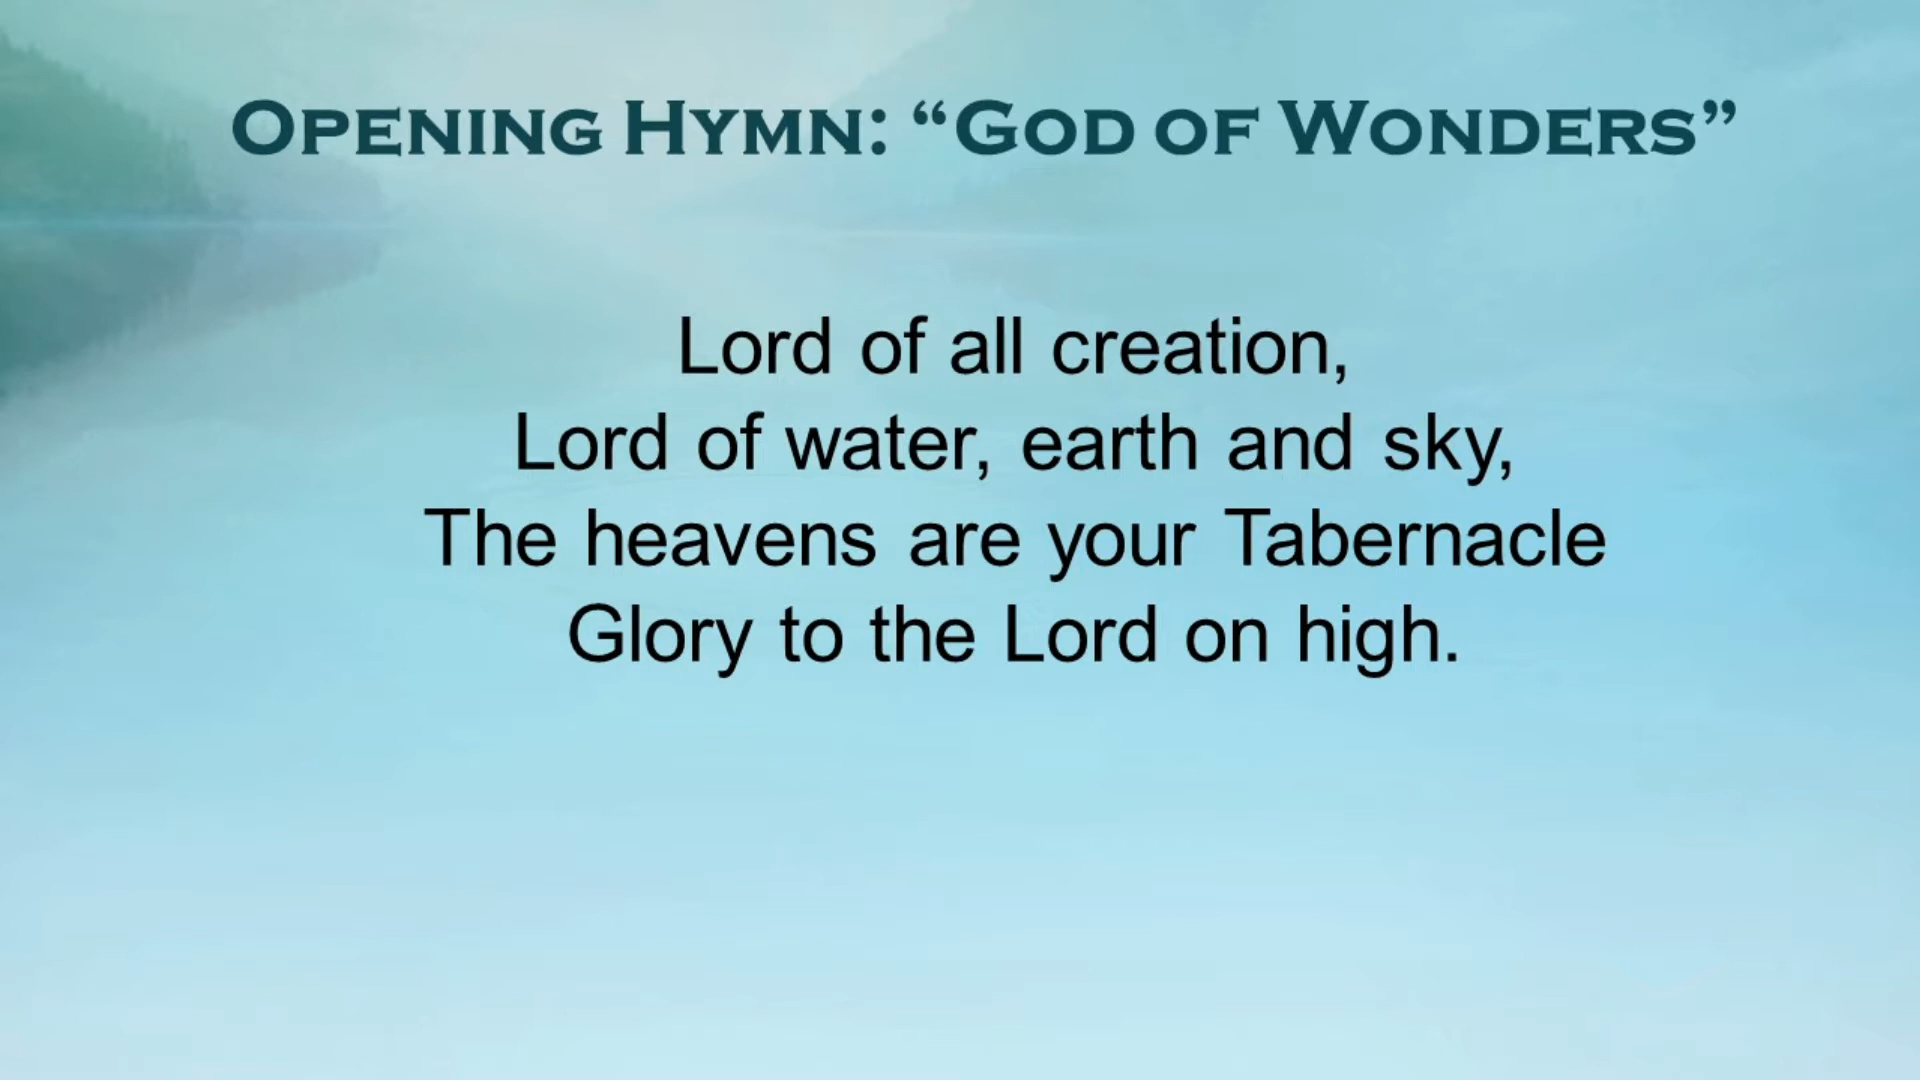 Opening Hymn: “God of Wonders”
Lord of all creation,
Lord of water, earth and sky,
The heavens are your Tabernacle
Glory to the Lord on high.